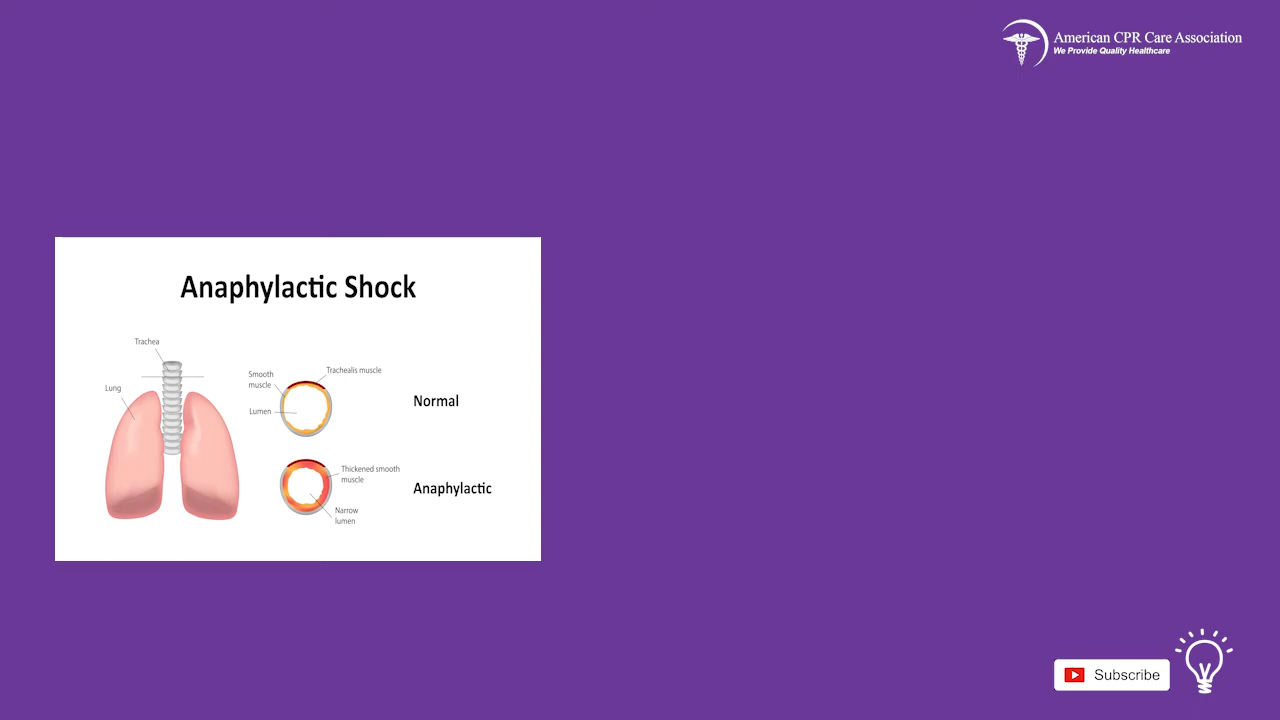 American CPR Care Association
We Provide Quality Healthcare
Anaphylactic Shock
Trachea
Lung
Smooth
muscle
Trachealis muscle
Lumen
Normal
Thickened smooth
muscle
Narrow
lumen
Anaphylactic
Subscribe